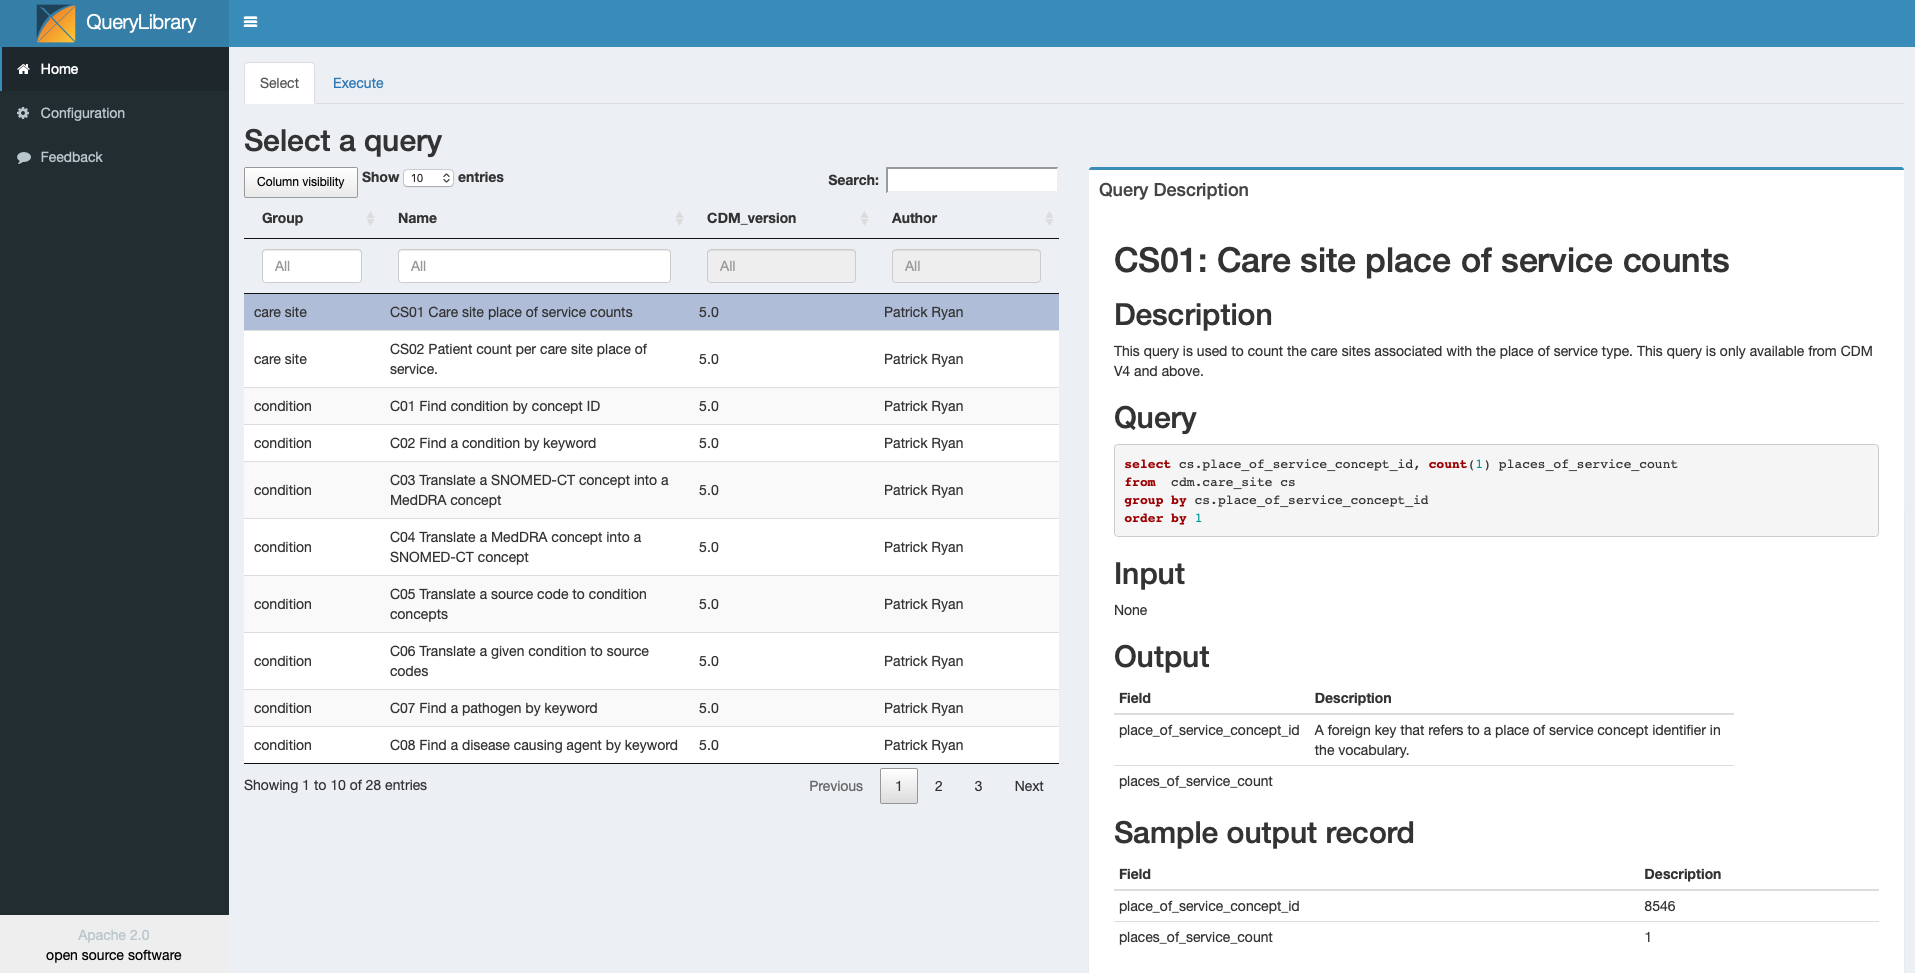 QueryLibrary
Home
Configuration
Feedback
Apache 2.0
open source software
Select Execute
Select a query
Column visibility Show 10 entries Search:
Group Name CDM_version Author
All All All All
care site CS01 Care site place of service counts 5.0 Patrick Ryan
care site CS02 Patient count per care site place of
service. 5.0 Patrick Ryan
condition C01 Find condition by concept ID 5.0 Patrick Ryan
condition C02 Find a condition by keyword 5.0 Patrick Ryan
condition C03 Translate a SNOMED-CT concept into a
MedDRA concept 5.0 Patrick Ryan
condition C04 Translate a MedDRA concept into a
SNOMED-CT concept 5.0 Patrick Ryan
condition C05 Translate a source code to condition
concepts 5.0 Patrick Ryan
condition C06 Translate a given condition to source
codes 5.0 Patrick Ryan
condition C07 Find a pathogen by keyword 5.0 Patrick Ryan
condition C08 Find a disease causing agent by keyword 5.0 Patrick Ryan
Showing 1 to 10 of 28 entries Previous 1 2 3 Next
Query Description
CS01: Care site place of service counts
Description
This query is used to count the care sites associated with the place of service type. This query is only available from CDM
V4 and above.
Query
select cs.place_of_service_concept_id, count(1) places_of_service_count
from cdm.care_site cs
group by cs.place_of_service_concept_id
order by 1
Input
None
Output
Field Description
place_of_service_concept_id A foreign key that refers to a place of service concept identifier in
the vocabulary.
places_of_service_count
Sample output record
Field Description
place_of_service_concept_id 8546
places_of_service_count 1